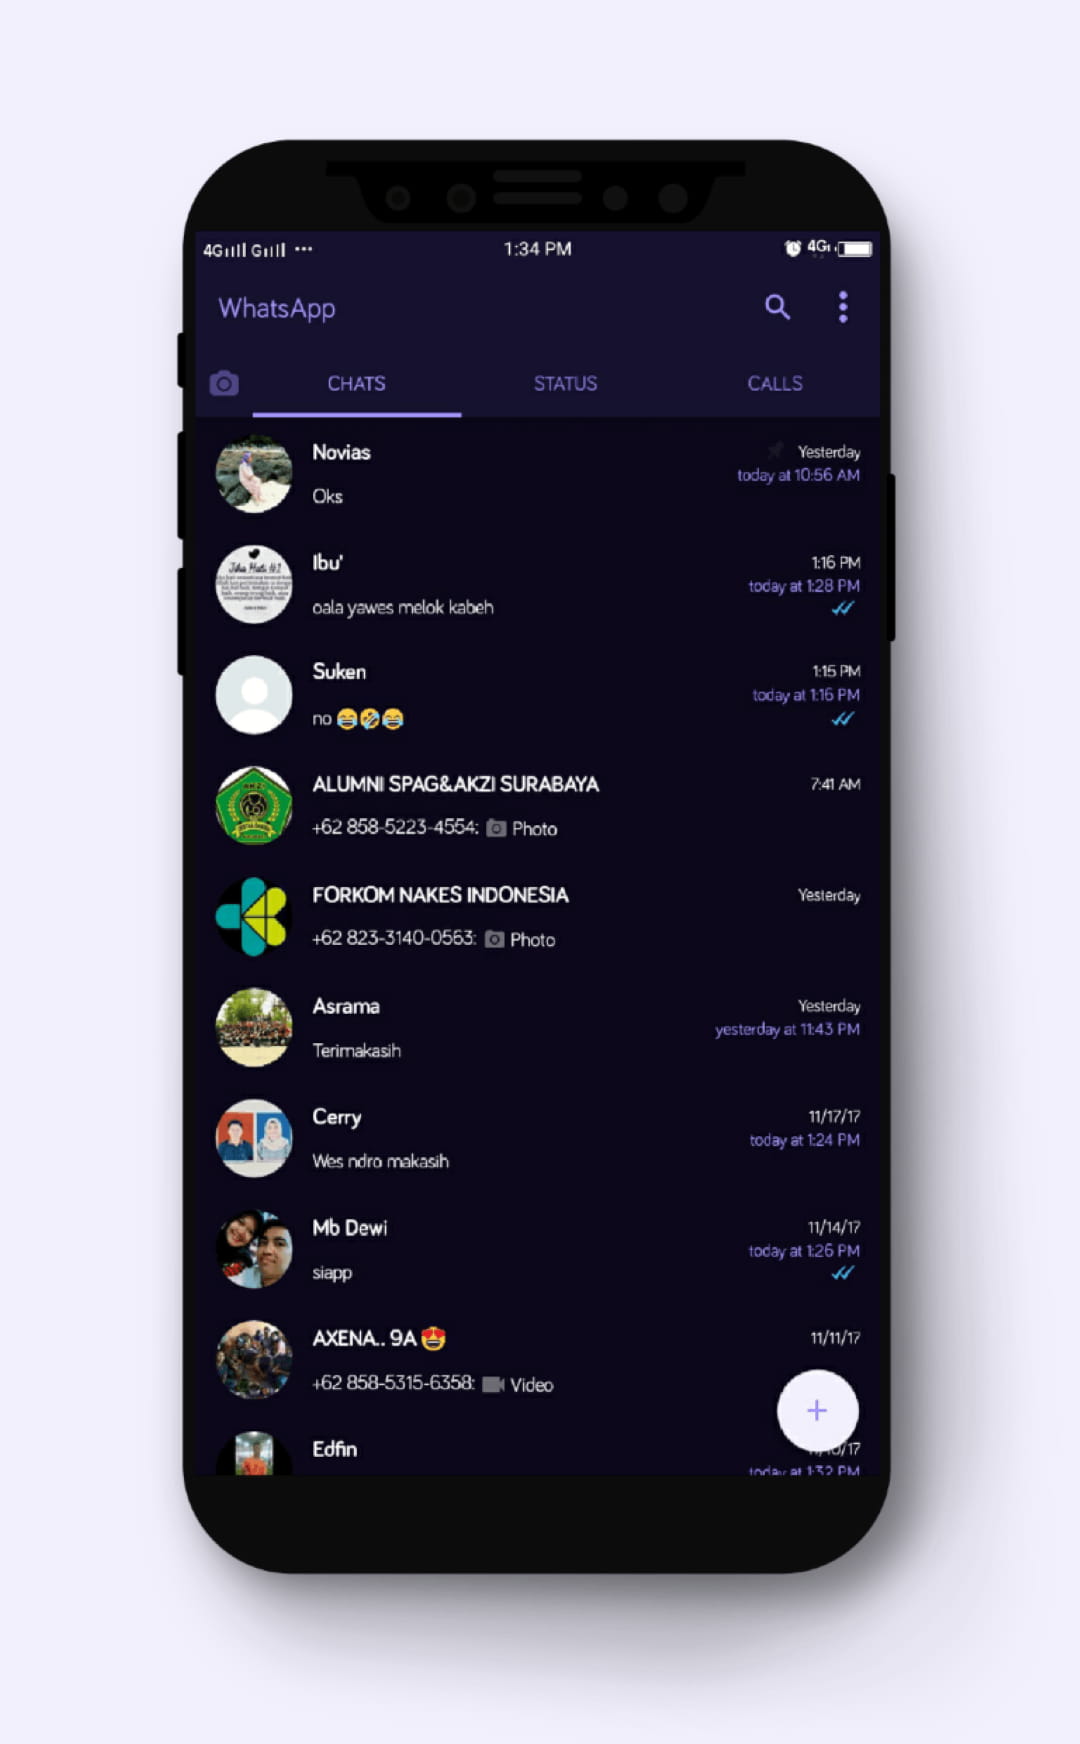 4G G ...
1:34 PM
4G
WhatsApp
CHATS
STATUS
CALLS
Novias
Yesterday
today at 10:56 AM
Oks
Jika Hati
Ibu'
1:16 PM
today at 1:28 PM
oala yawes melok kabeh
Suken
1:15 PM
today at 1:16 PM
no 😂🤣😂
AKZI
ALUMNI SPAG&AKZI SURABAYA
7:41 AM
+62 858-5223-4554: Photo
FORKOM NAKES INDONESIA
Yesterday
+62 823-3140-0563: Photo
Asrama
Yesterday
yesterday at 11:43 PM
Terimakasih
Cerry
11/17/17
today at 1:24 PM
Wes ndro makasih
Mb Dewi
11/14/17
today at 1:26 PM
siapp
AXENA.. 9A 😍
11/11/17
+62 858-5315-6358: Video
+
Edfin
today at 1:32 PM